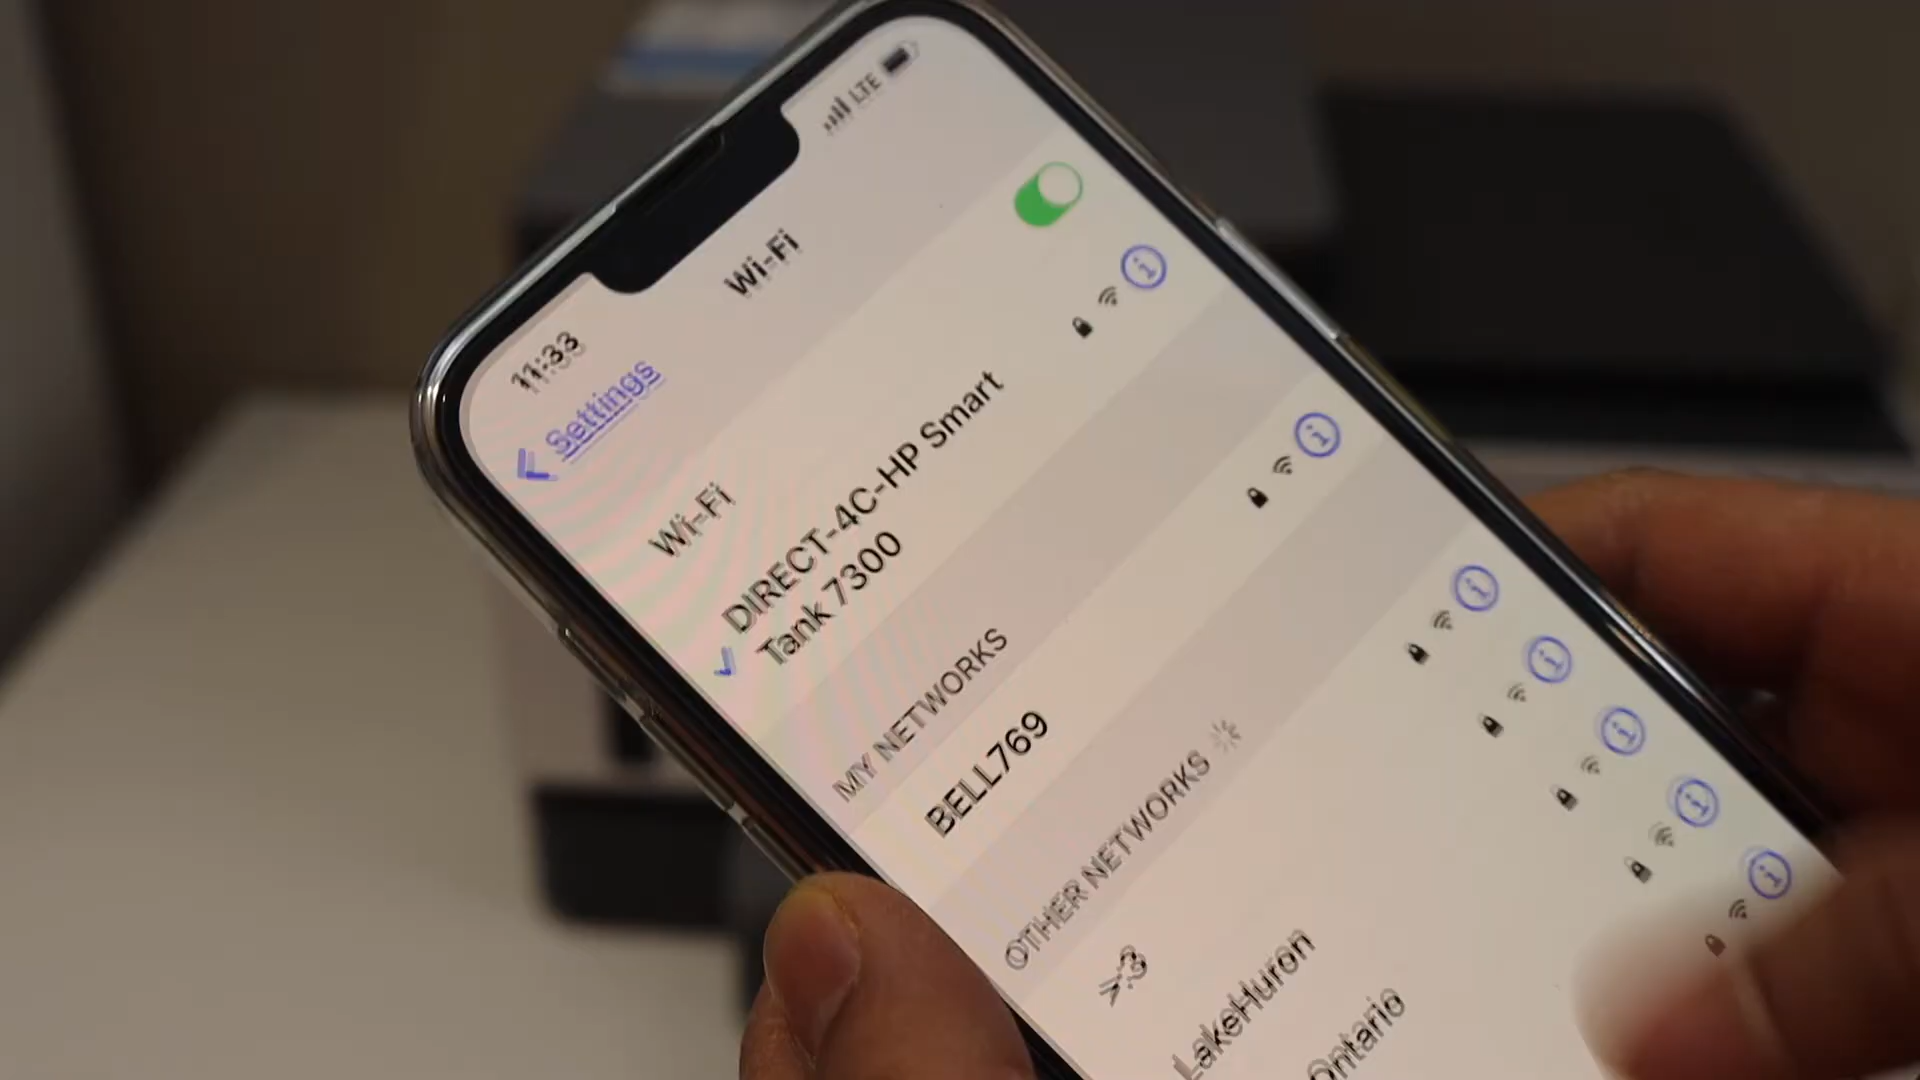 11:33
LTE
Settings
Wi-Fi
Wi-Fi
DIRECT-4C-HP Smart
Tank 7300
MY NETWORKS
BELL769
OTHER NETWORKS
>:3
LakeHuron
Ontario